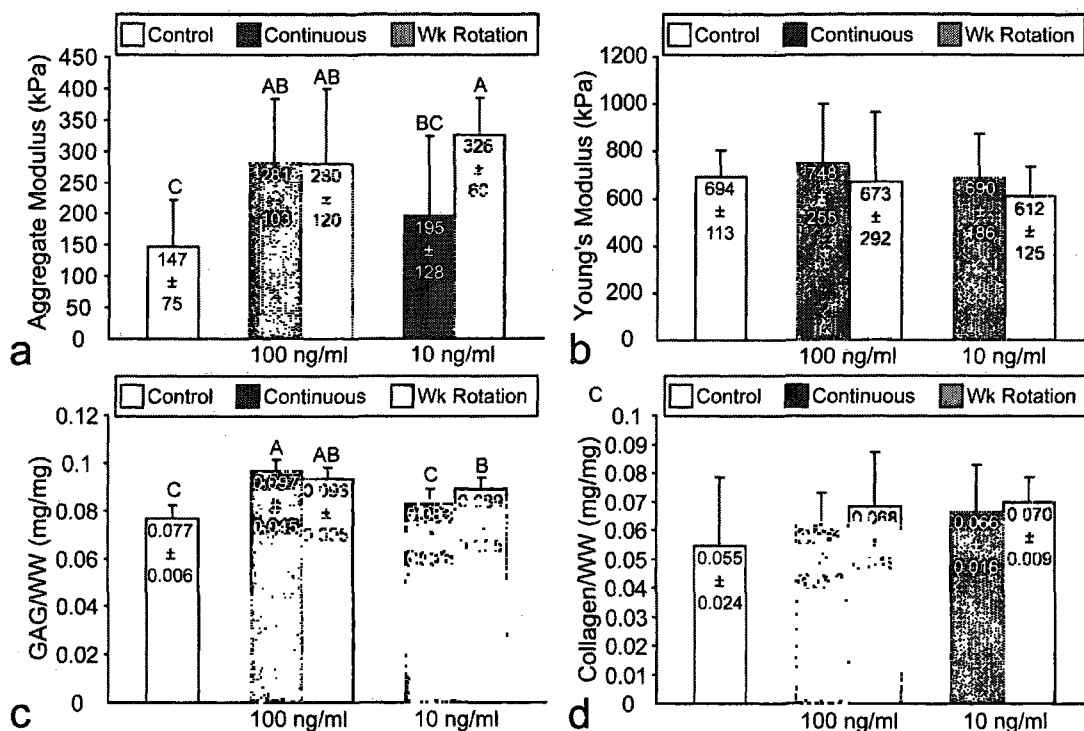 Control Continuous Wk Rotation
Aggregate Modulus (kPa)
450
400
350
300
250
200
150
100
50
0
C
AB
AB
BC
A
147
±
75
281
±
103
280
±
120
195
±
128
326
±
60
100 ng/ml
10 ng/ml
a
Control Continuous Wk Rotation
Young's Modulus (kPa)
1200
1000
800
600
400
200
0
694
±
113
748
±
255
673
±
292
690
±
186
612
±
125
100 ng/ml
10 ng/ml
b
Control Continuous Wk Rotation
GAG/WW (mg/mg)
0.12
0.1
0.08
0.06
0.04
0.02
0
C
A
AB
C
B
0.077
±
0.006
0.097
±
±
0.089
100 ng/ml
10 ng/ml
c
c
Control Continuous Wk Rotation
Collagen/WW (mg/mg)
0.1
0.09
0.08
0.07
0.06
0.05
0.04
0.03
0.02
0.01
0
0.055
±
0.024
0.068
±
0.066
±
0.016
0.070
±
0.009
100 ng/ml
10 ng/ml
d